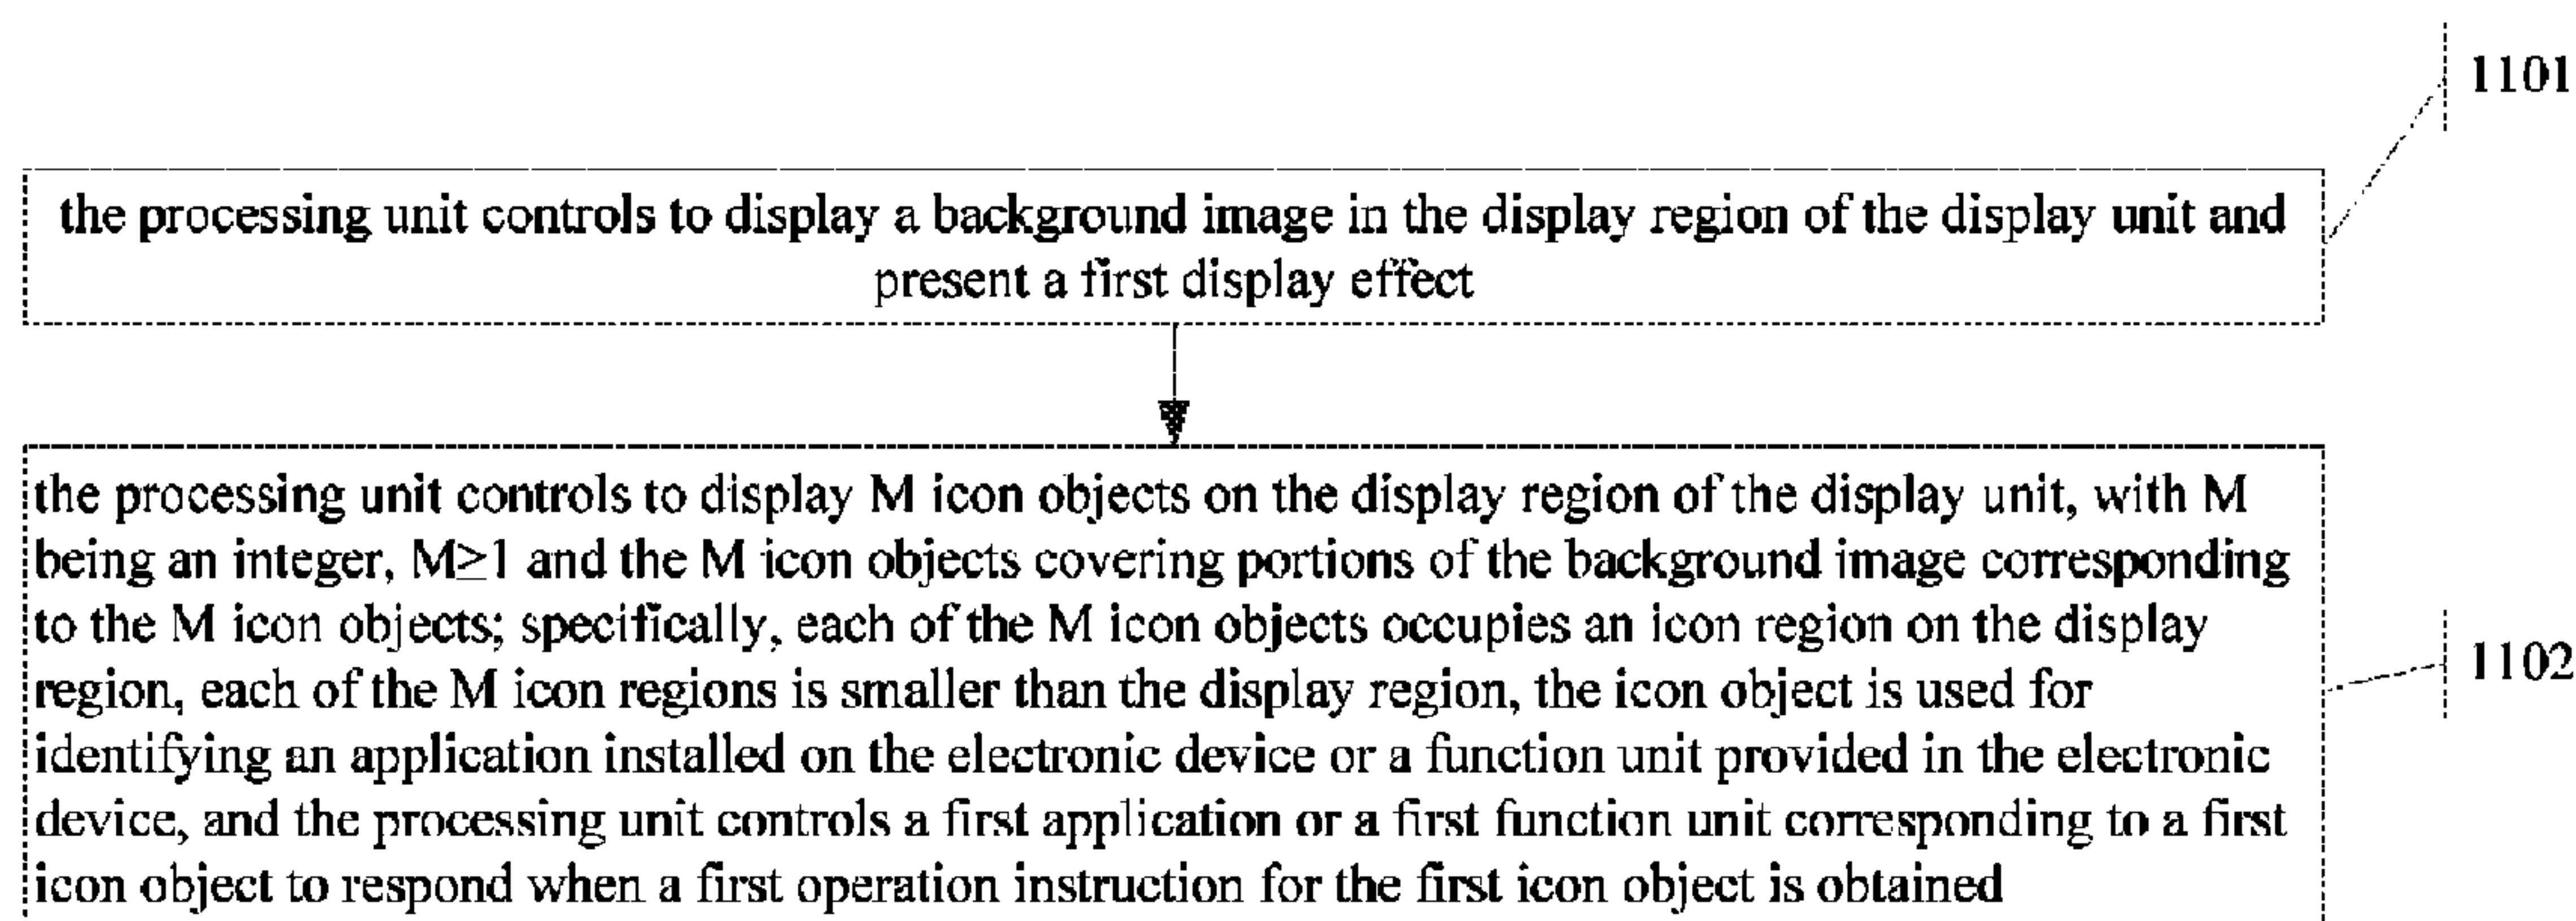 1101
the processing unit controls to display a background image in the display region of the display unit and
present a first display effect
the processing unit controls to display M icon objects on the display region of the display unit, with M
being an integer, M≥1 and the M icon objects covering portions of the background image corresponding
to the M icon objects; specifically, each of the M icon objects occupies an icon region on the display
region, each of the M icon regions is smaller than the display region, the icon object is used for
1102
identifying an application installed on the electronic device or a function unit provided in the electronic
device, and the processing unit controls a first application or a first function unit corresponding to a first
icon object to respond when a first operation instruction for the first icon object is obtained